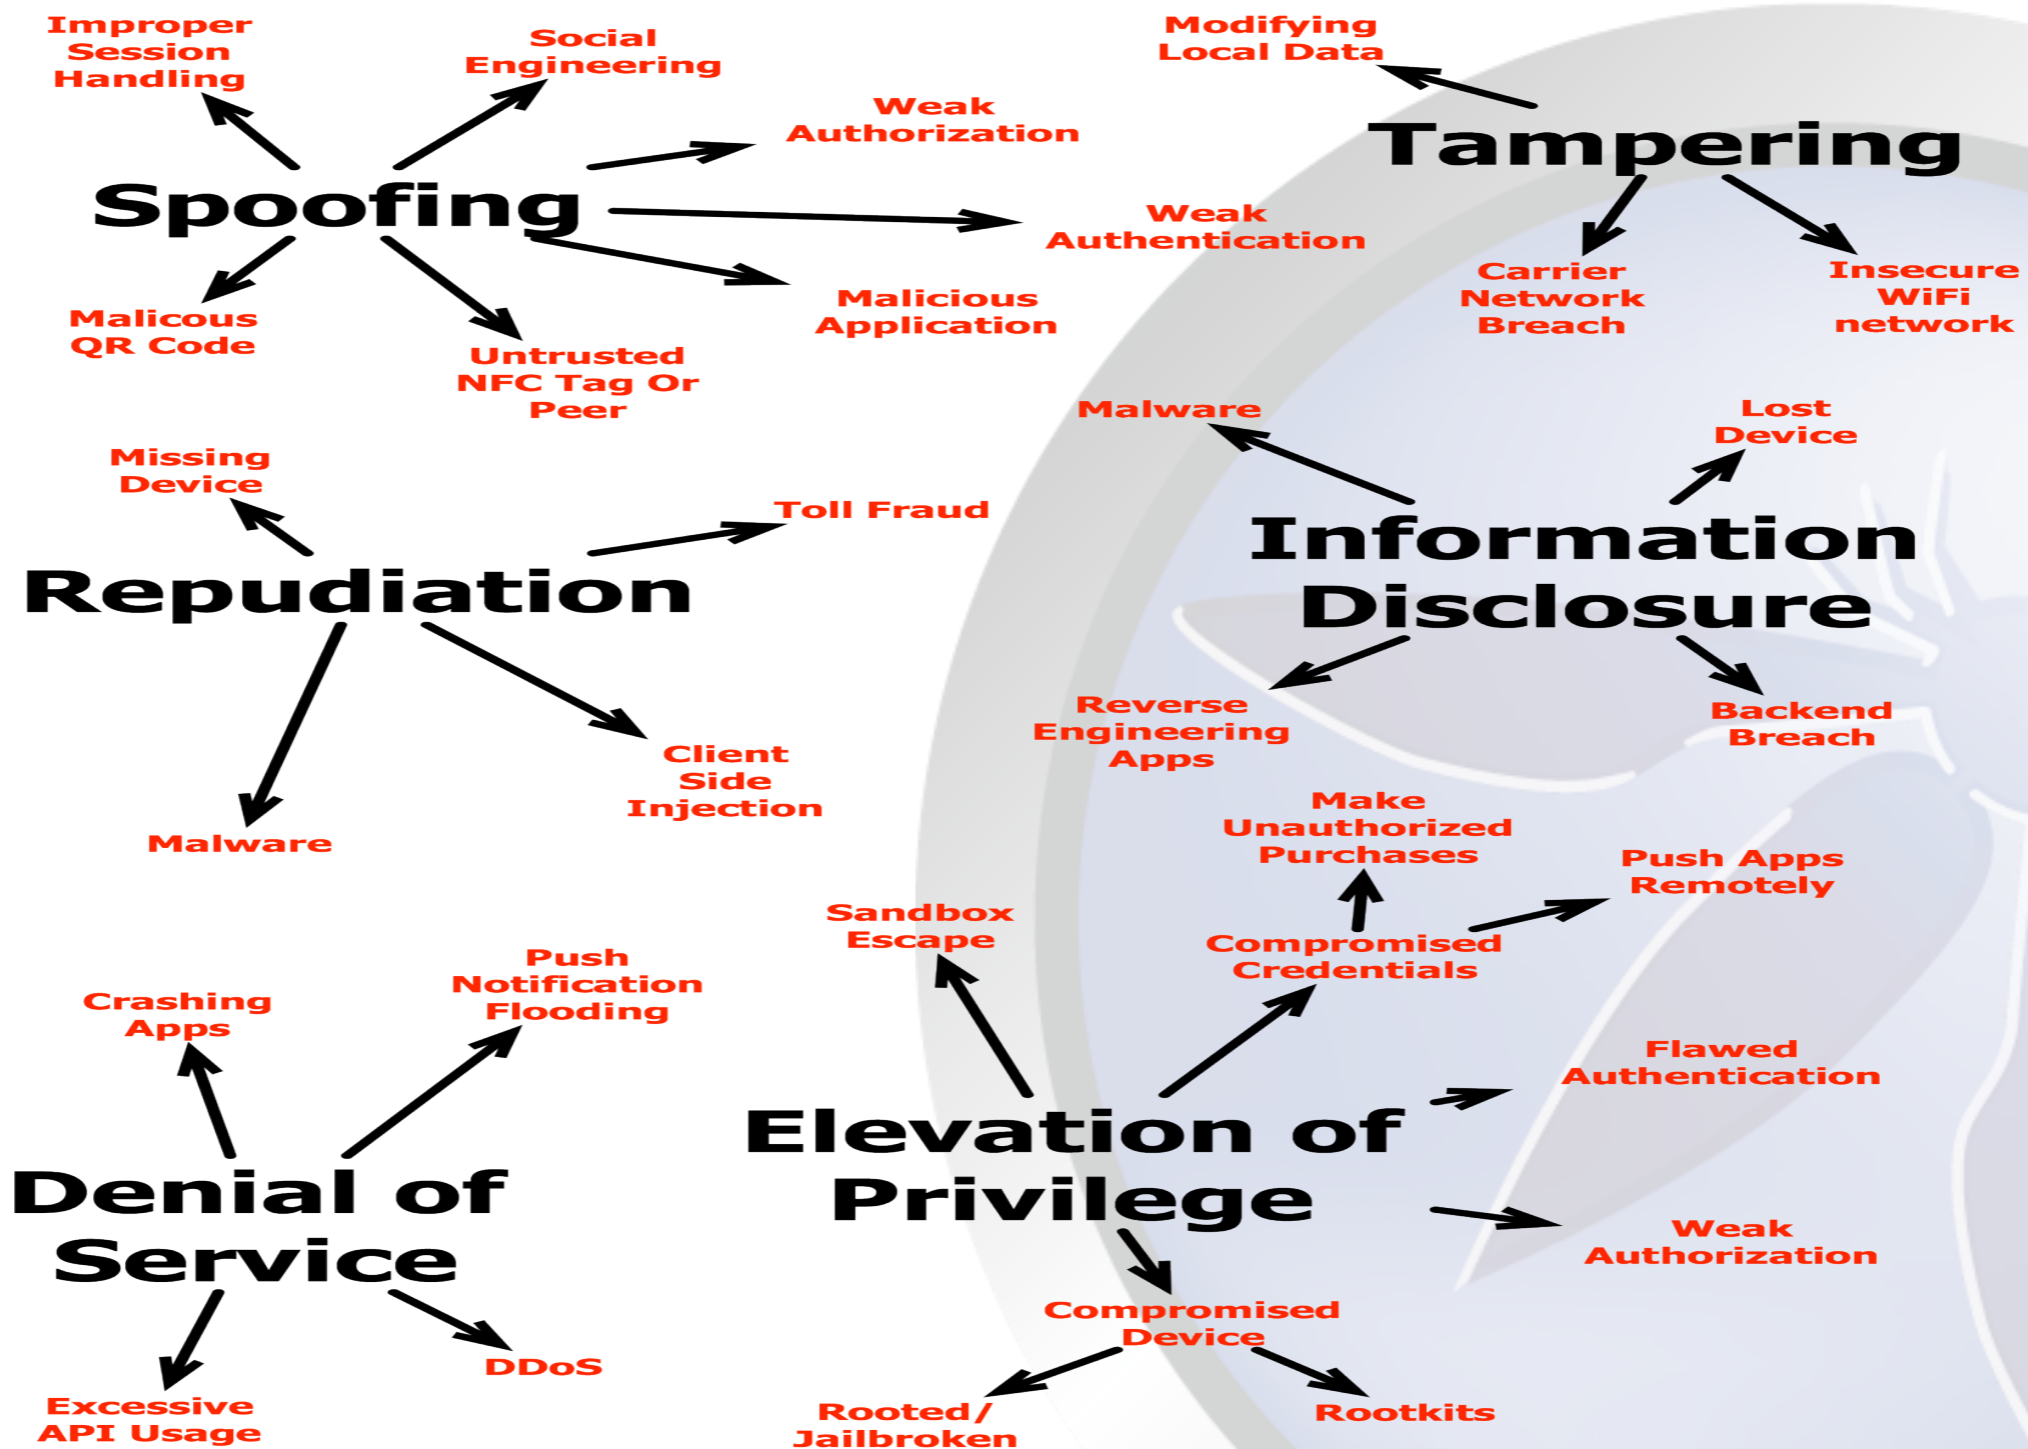 Improper
Session
Handling
Social
Engineering
Weak
Authorization
Spoofing
Weak
Authentication
Malicious
Application
Malicous
QR Code
Untrusted
NFC Tag Or
Peer
Modifying
Local Data
Tampering
Carrier
Network
Breach
Insecure
WiFi
network
Missing
Device
Toll Fraud
Repudiation
Client
Side
Injection
Malware
Malware
Lost
Device
Information
Disclosure
Reverse
Engineering
Apps
Backend
Breach
Crashing
Apps
Push
Notification
Flooding
Denial of
Service
DDoS
Excessive
API Usage
Make
Unauthorized
Purchases
Push Apps
Remotely
Sandbox
Escape
Compromised
Credentials
Flawed
Authentication
Elevation of
Privilege
Weak
Authorization
Compromised
Device
Rooted/
Jailbroken
Rootkits